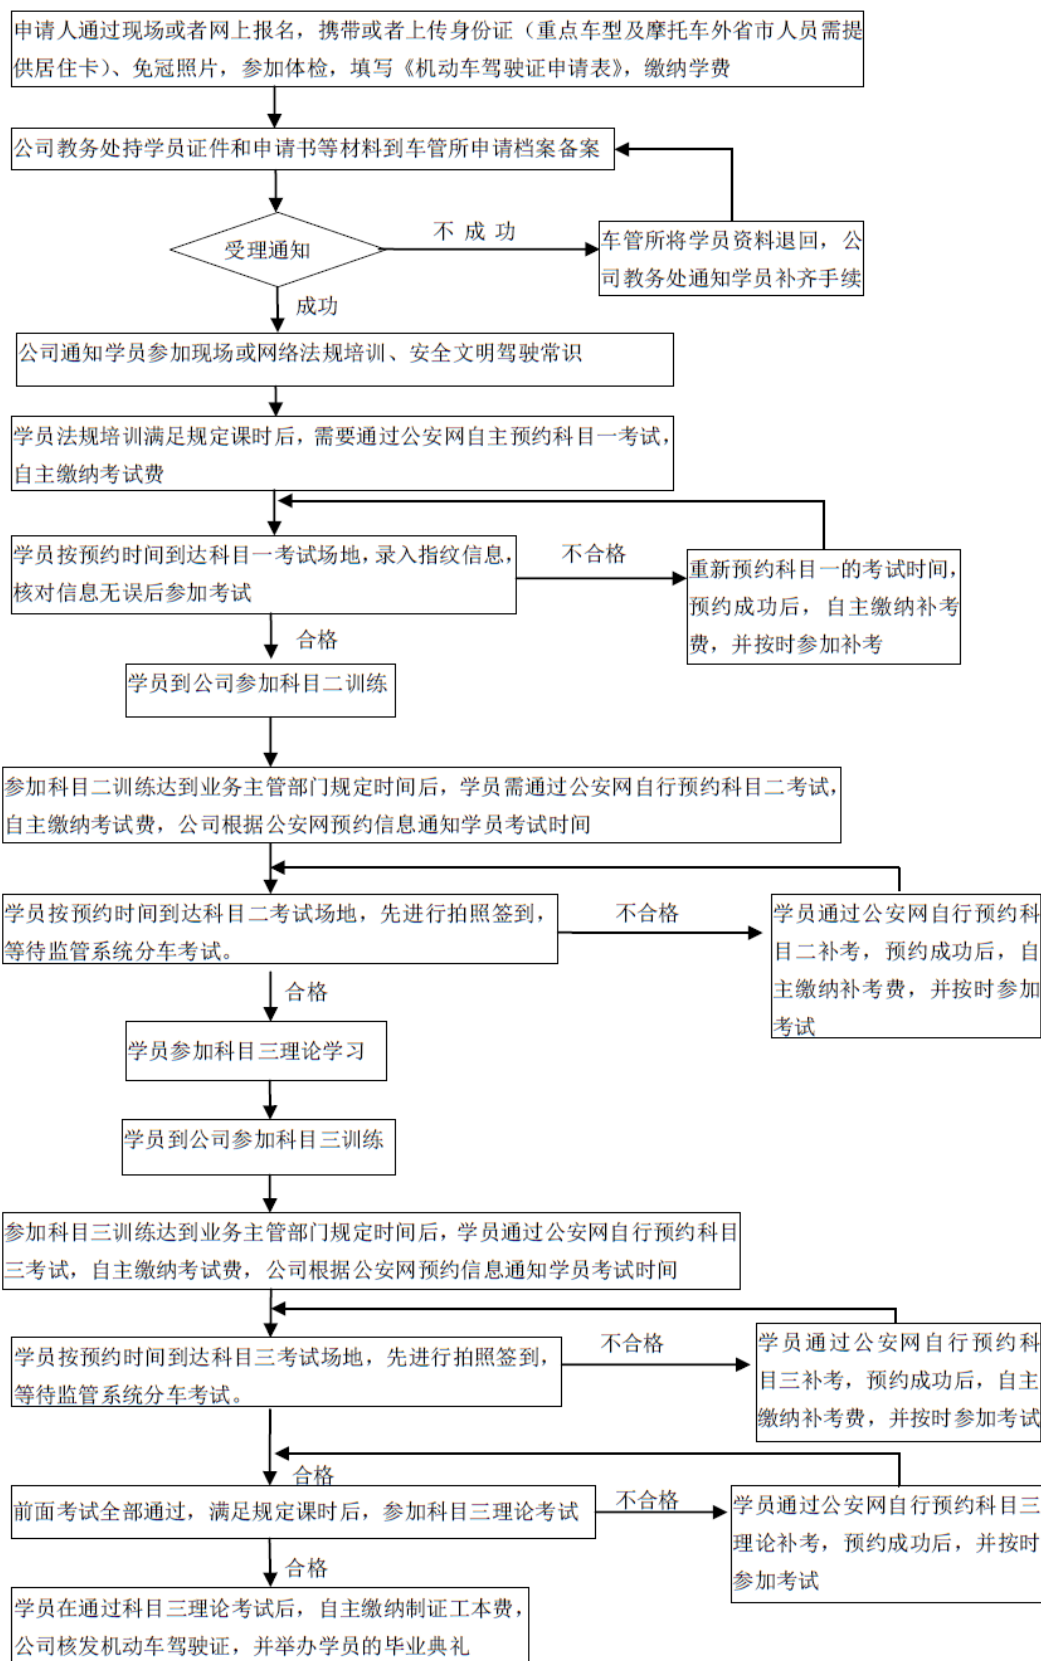 申请人通过现场或者网上报名，携带或者上传身份证（重点车型及摩托车外省市人员需提
供居住卡）、免冠照片，参加体检，填写《机动车驾驶证申请表》，缴纳学费
公司教务处持学员证件和申请书等材料到车管所申请档案备案
受理通知
不 成 功
车管所将学员资料退回，公
司教务处通知学员补齐手续
成功
公司通知学员参加现场或网络法规培训、安全文明驾驶常识
学员法规培训满足规定课时后，需要通过公安网自主预约科目一考试，
自主缴纳考试费
学员按预约时间到达科目一考试场地，录入指纹信息，
核对信息无误后参加考试
不合格
重新预约科目一的考试时间，
预约成功后，自主缴纳补考
费，并按时参加补考
合格
学员到公司参加科目二训练
参加科目二训练达到业务主管部门规定时间后，学员需通过公安网自行预约科目二考试，
自主缴纳考试费，公司根据公安网预约信息通知学员考试时间
学员按预约时间到达科目二考试场地，先进行拍照签到，
等待监管系统分车考试。
不合格
学员通过公安网自行预约科
目二补考，预约成功后，自
主缴纳补考费，并按时参加
考试
合格
学员参加科目三理论学习
学员到公司参加科目三训练
参加科目三训练达到业务主管部门规定时间后，学员通过公安网自行预约科目
三考试，自主缴纳考试费，公司根据公安网预约信息通知学员考试时间
学员按预约时间到达科目三考试场地，先进行拍照签到，
等待监管系统分车考试。
不合格
学员通过公安网自行预约科
目三补考，预约成功后，自主
缴纳补考费，并按时参加考试
合格
前面考试全部通过，满足规定课时后，参加科目三理论考试
不合格
学员通过公安网自行预约科目三
理论补考，预约成功后，并按时
参加考试
合格
学员在通过科目三理论考试后，自主缴纳制证工本费，
公司核发机动车驾驶证，并举办学员的毕业典礼